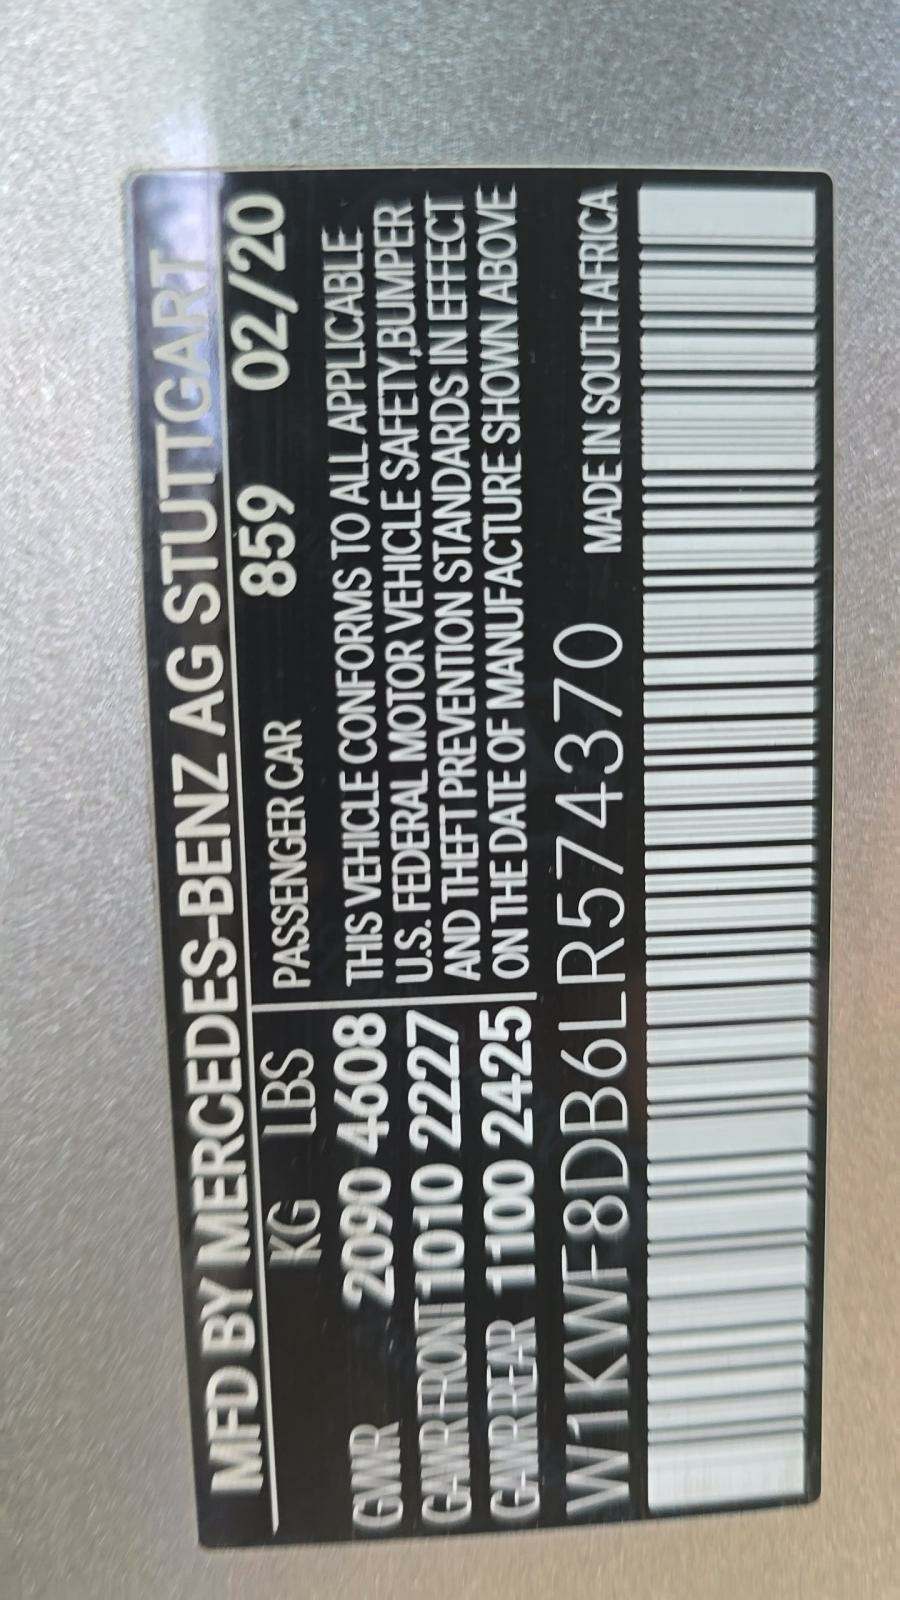 MFD BY MERCEDES-BENZ AG STUTTGART
KG LBS PASSENGER CAR 859 02/20
GWR 2090 4608 THIS VEHICLE CONFORMS TO ALL APPLICABLE
GAWR FRONT 1010 2227 U.S. FEDERAL MOTOR VEHICLE SAFETY,BUMPER
GAWR REAR 1100 2425 AND THEFT PREVENTION STANDARDS IN EFFECT
ON THE DATE OF MANUFACTURE SHOWN ABOVE
W1KWF8DB6LR574370 MADE IN SOUTH AFRICA